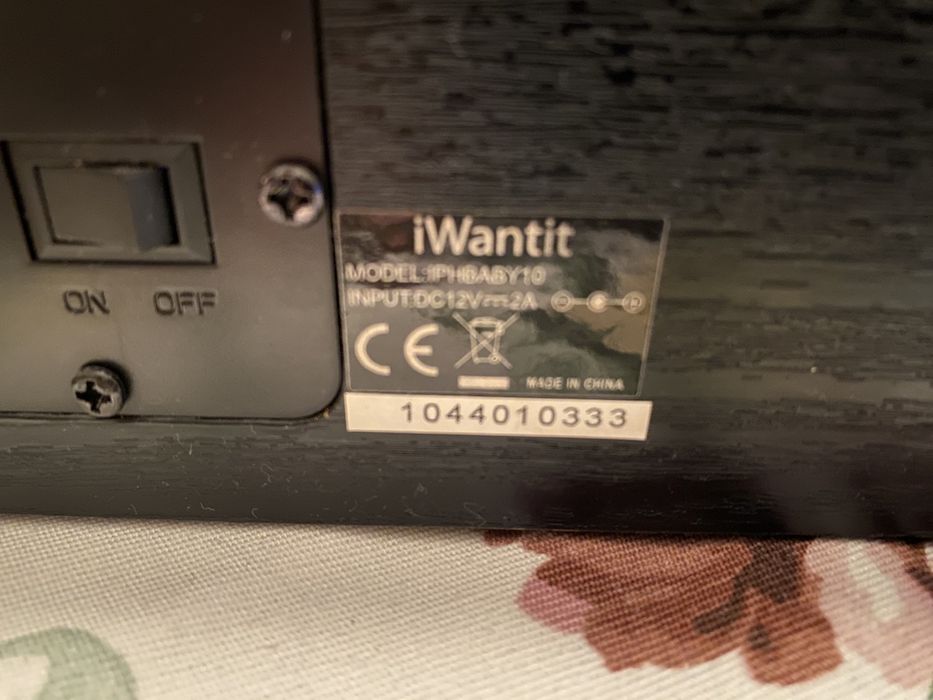 ON OFF
iWantit
MODEL:IPHBABY10
INPUT:DC12V⎓2A
CE
MADE IN CHINA
1044010333